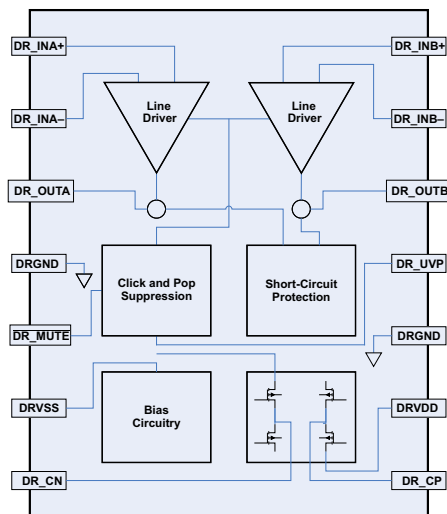 DR_INA+
DR_INB+
DR_INA–
Line
Driver
Line
Driver
DR_INB–
DR_OUTA
DR_OUTB
DRGND
Click and Pop
Suppression
Short-Circuit
Protection
DR_UVP
DR_MUTE
DRGND
DRVSS
Bias
Circuitry
DRVDD
DR_CN
DR_CP